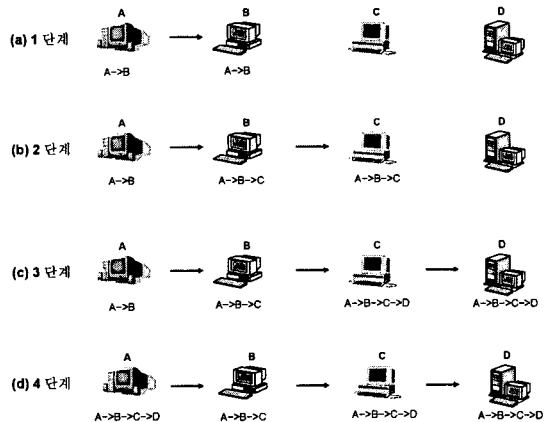 A B C D
(a) 1 단계
A->B A->B
A B C D
(b) 2 단계
A->B A->B->C A->B->C
A B C D
(c) 3 단계
A->B A->B->C A->B->C->D A->B->C->D
A B C D
(d) 4 단계
A->B->C->D A->B->C A->B->C->D A->B->C->D